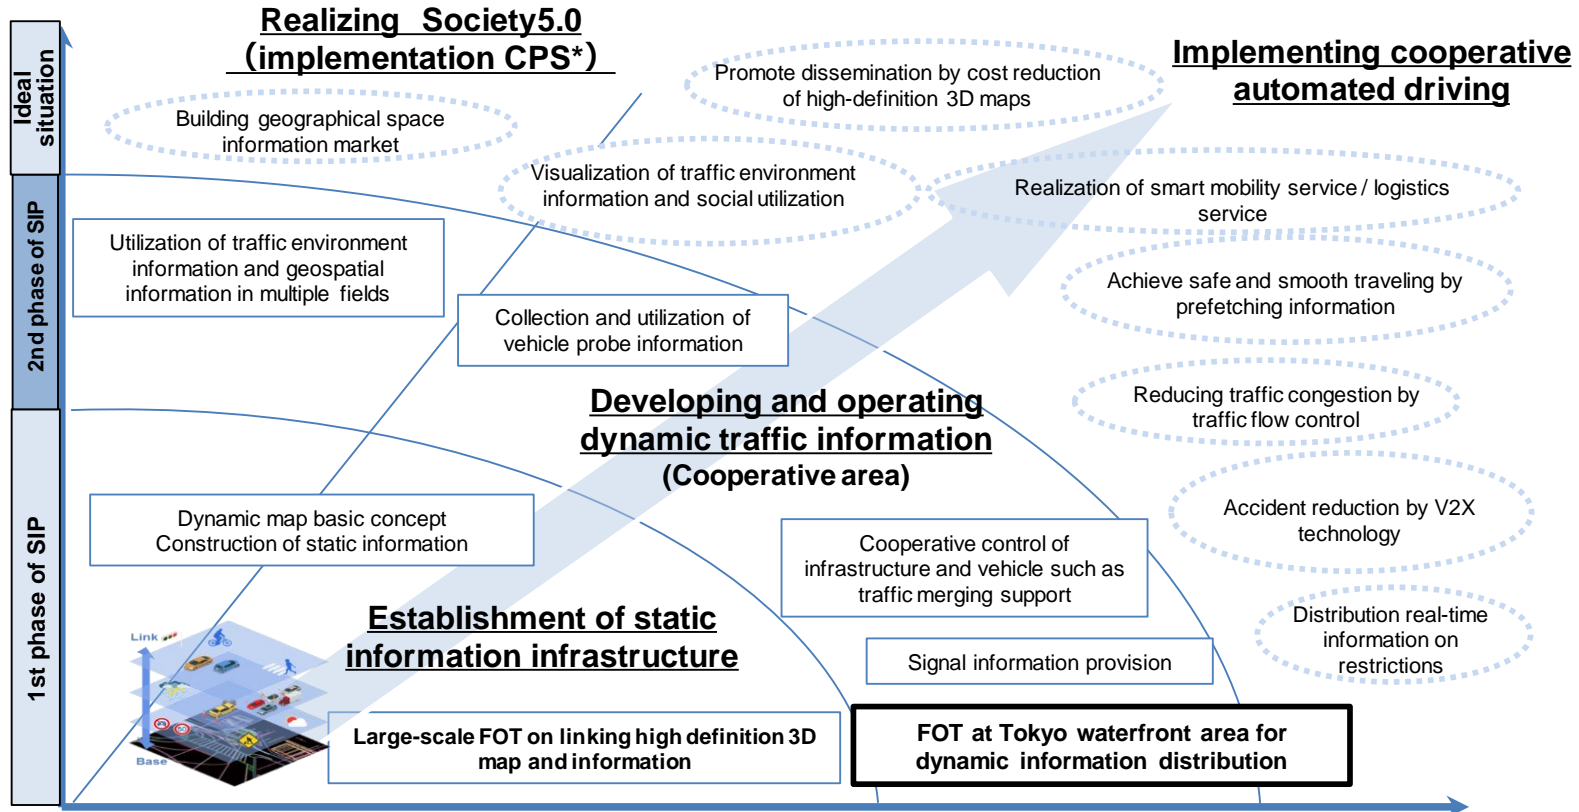 Realizing Society5.0
(implementation CPS*)
Implementing cooperative
automated driving
Ideal
situation
Promote dissemination by cost reduction
of high-definition 3D maps
Building geographical space
information market
Visualization of traffic environment
information and social utilization
Realization of smart mobility service / logistics
service
2nd phase of SIP
Utilization of traffic environment
information and geospatial
information in multiple fields
Achieve safe and smooth traveling by
prefetching information
Collection and utilization of
vehicle probe information
Reducing traffic congestion by
traffic flow control
Developing and operating
dynamic traffic information
(Cooperative area)
1st phase of SIP
Dynamic map basic concept
Construction of static information
Accident reduction by V2X
technology
Cooperative control of
infrastructure and vehicle such as
traffic merging support
Establishment of static
information infrastructure
Distribution real-time
information on
restrictions
Signal information provision
Link
Base
Large-scale FOT on linking high definition 3D
map and information
FOT at Tokyo waterfront area for
dynamic information distribution